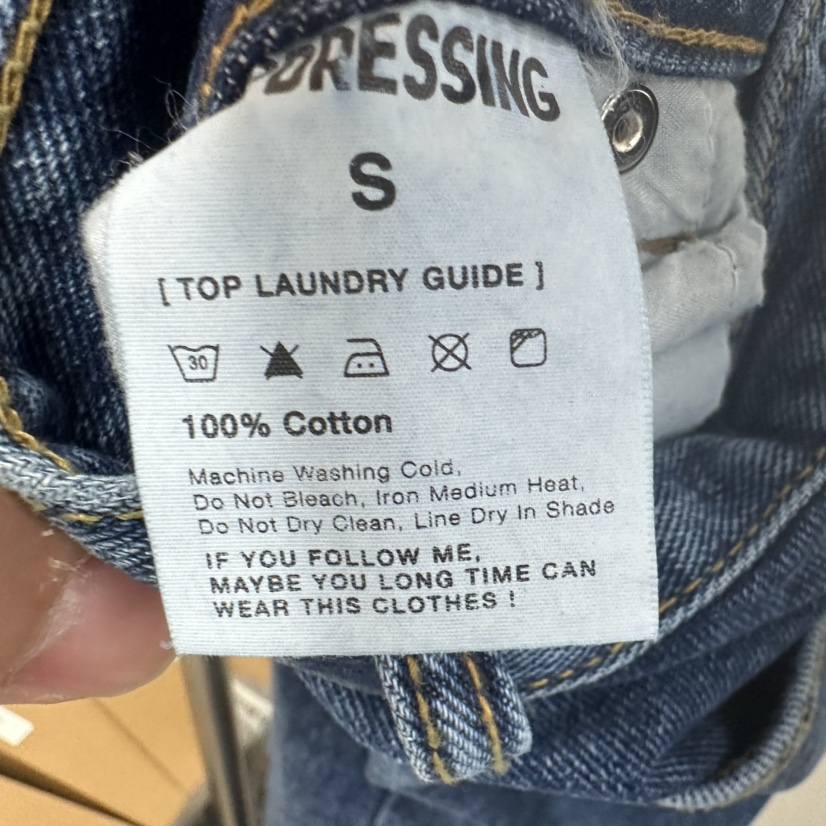 DRESSING
S
[ TOP LAUNDRY GUIDE ]
30
100% Cotton
Machine Washing Cold,
Do Not Bleach, Iron Medium Heat,
Do Not Dry Clean, Line Dry In Shade
IF YOU FOLLOW ME,
MAYBE YOU LONG TIME CAN
WEAR THIS CLOTHES !